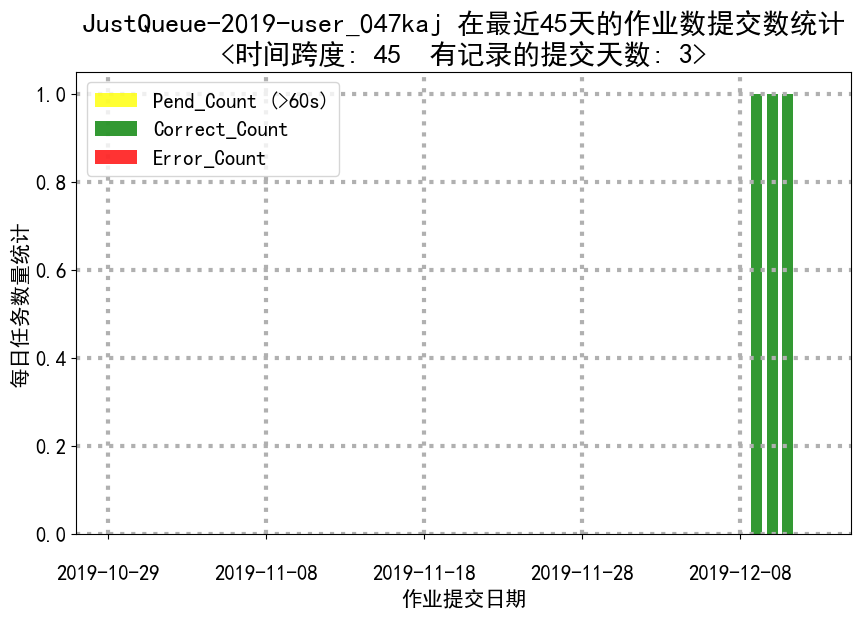 JustQueue-2019-user_047kaj 在最近45天的作业数提交数统计
<时间跨度: 45  有记录的提交天数: 3>
Pend_Count (>60s)
Correct_Count
Error_Count
每日任务数量统计
1.0
0.8
0.6
0.4
0.2
0.0
2019-10-29
2019-11-08
2019-11-18
2019-11-28
2019-12-08
作业提交日期